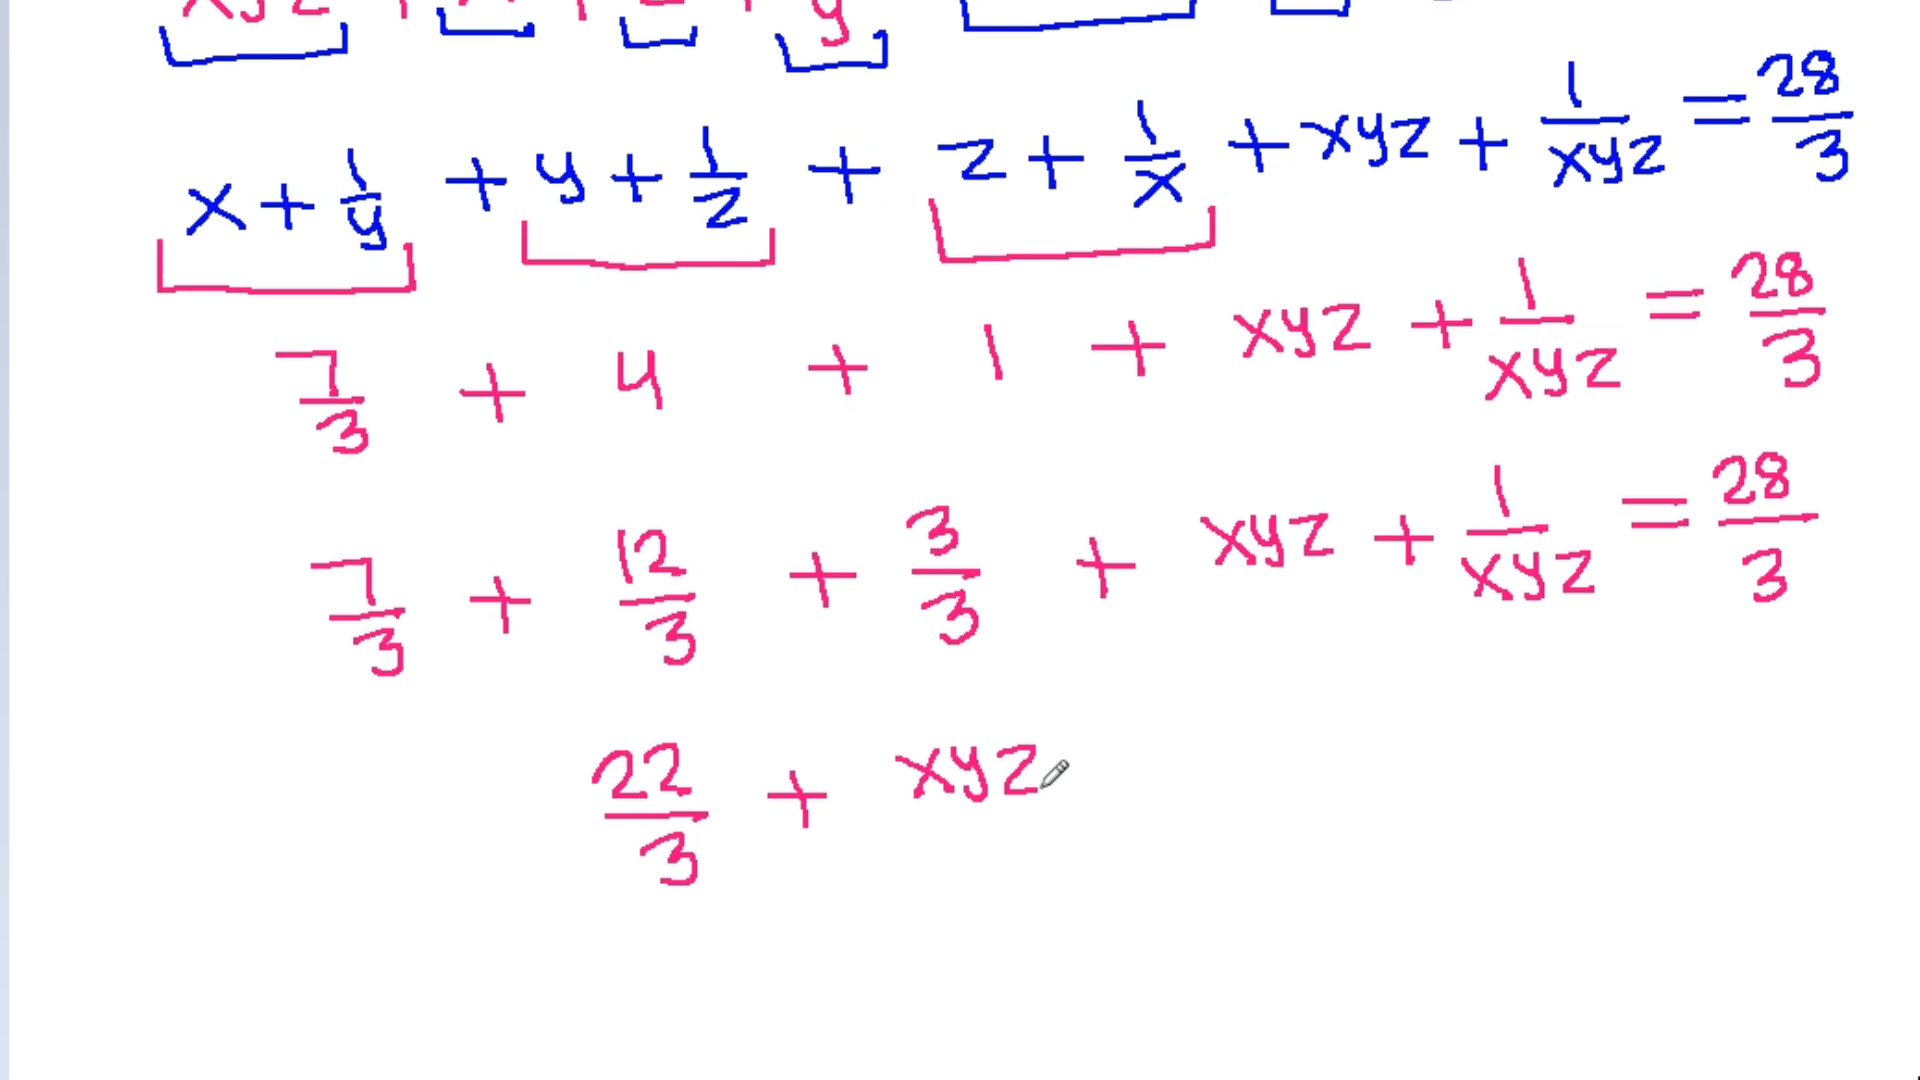 xyz + x + z + y
x + 1/y + y + 1/z + z + 1/x + xyz + 1/xyz = 28/3
7/3 + 4 + 1 + xyz + 1/xyz = 28/3
7/3 + 12/3 + 3/3 + xyz + 1/xyz = 28/3
22/3 + xyz